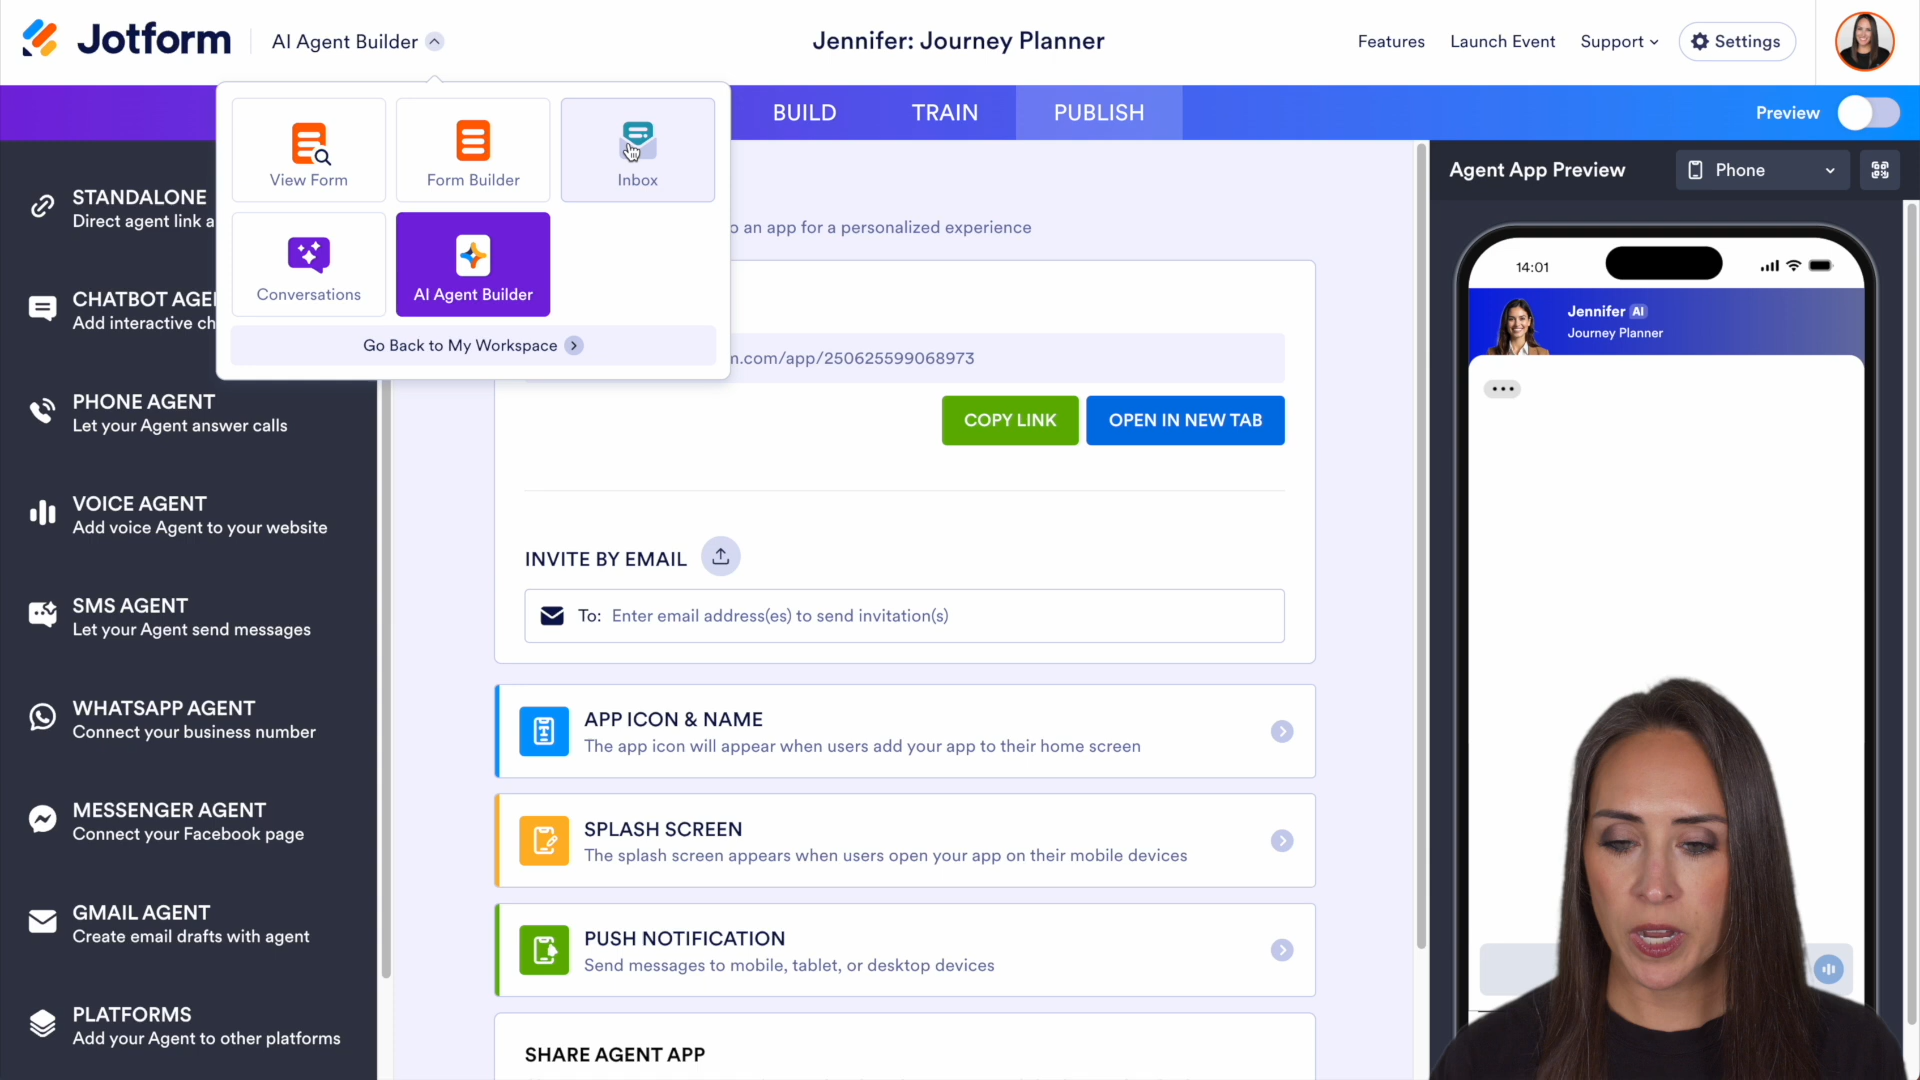 Jotform
AI Agent Builder
Jennifer: Journey Planner
Features
Launch Event
Support
Settings
View Form
Form Builder
Inbox
Conversations
AI Agent Builder
Go Back to My Workspace
BUILD
TRAIN
PUBLISH
Preview
STANDALONE
Direct agent link a
CHATBOT AGE
Add interactive ch
PHONE AGENT
Let your Agent answer calls
VOICE AGENT
Add voice Agent to your website
SMS AGENT
Let your Agent send messages
WHATSAPP AGENT
Connect your business number
MESSENGER AGENT
Connect your Facebook page
GMAIL AGENT
Create email drafts with agent
PLATFORMS
Add your Agent to other platforms
o an app for a personalized experience
m.com/app/250625599068973
COPY LINK
OPEN IN NEW TAB
INVITE BY EMAIL
To: Enter email address(es) to send invitation(s)
APP ICON & NAME
The app icon will appear when users add your app to their home screen
SPLASH SCREEN
The splash screen appears when users open your app on their mobile devices
PUSH NOTIFICATION
Send messages to mobile, tablet, or desktop devices
SHARE AGENT APP
Agent App Preview
Phone
14:01
Jennifer AI
Journey Planner